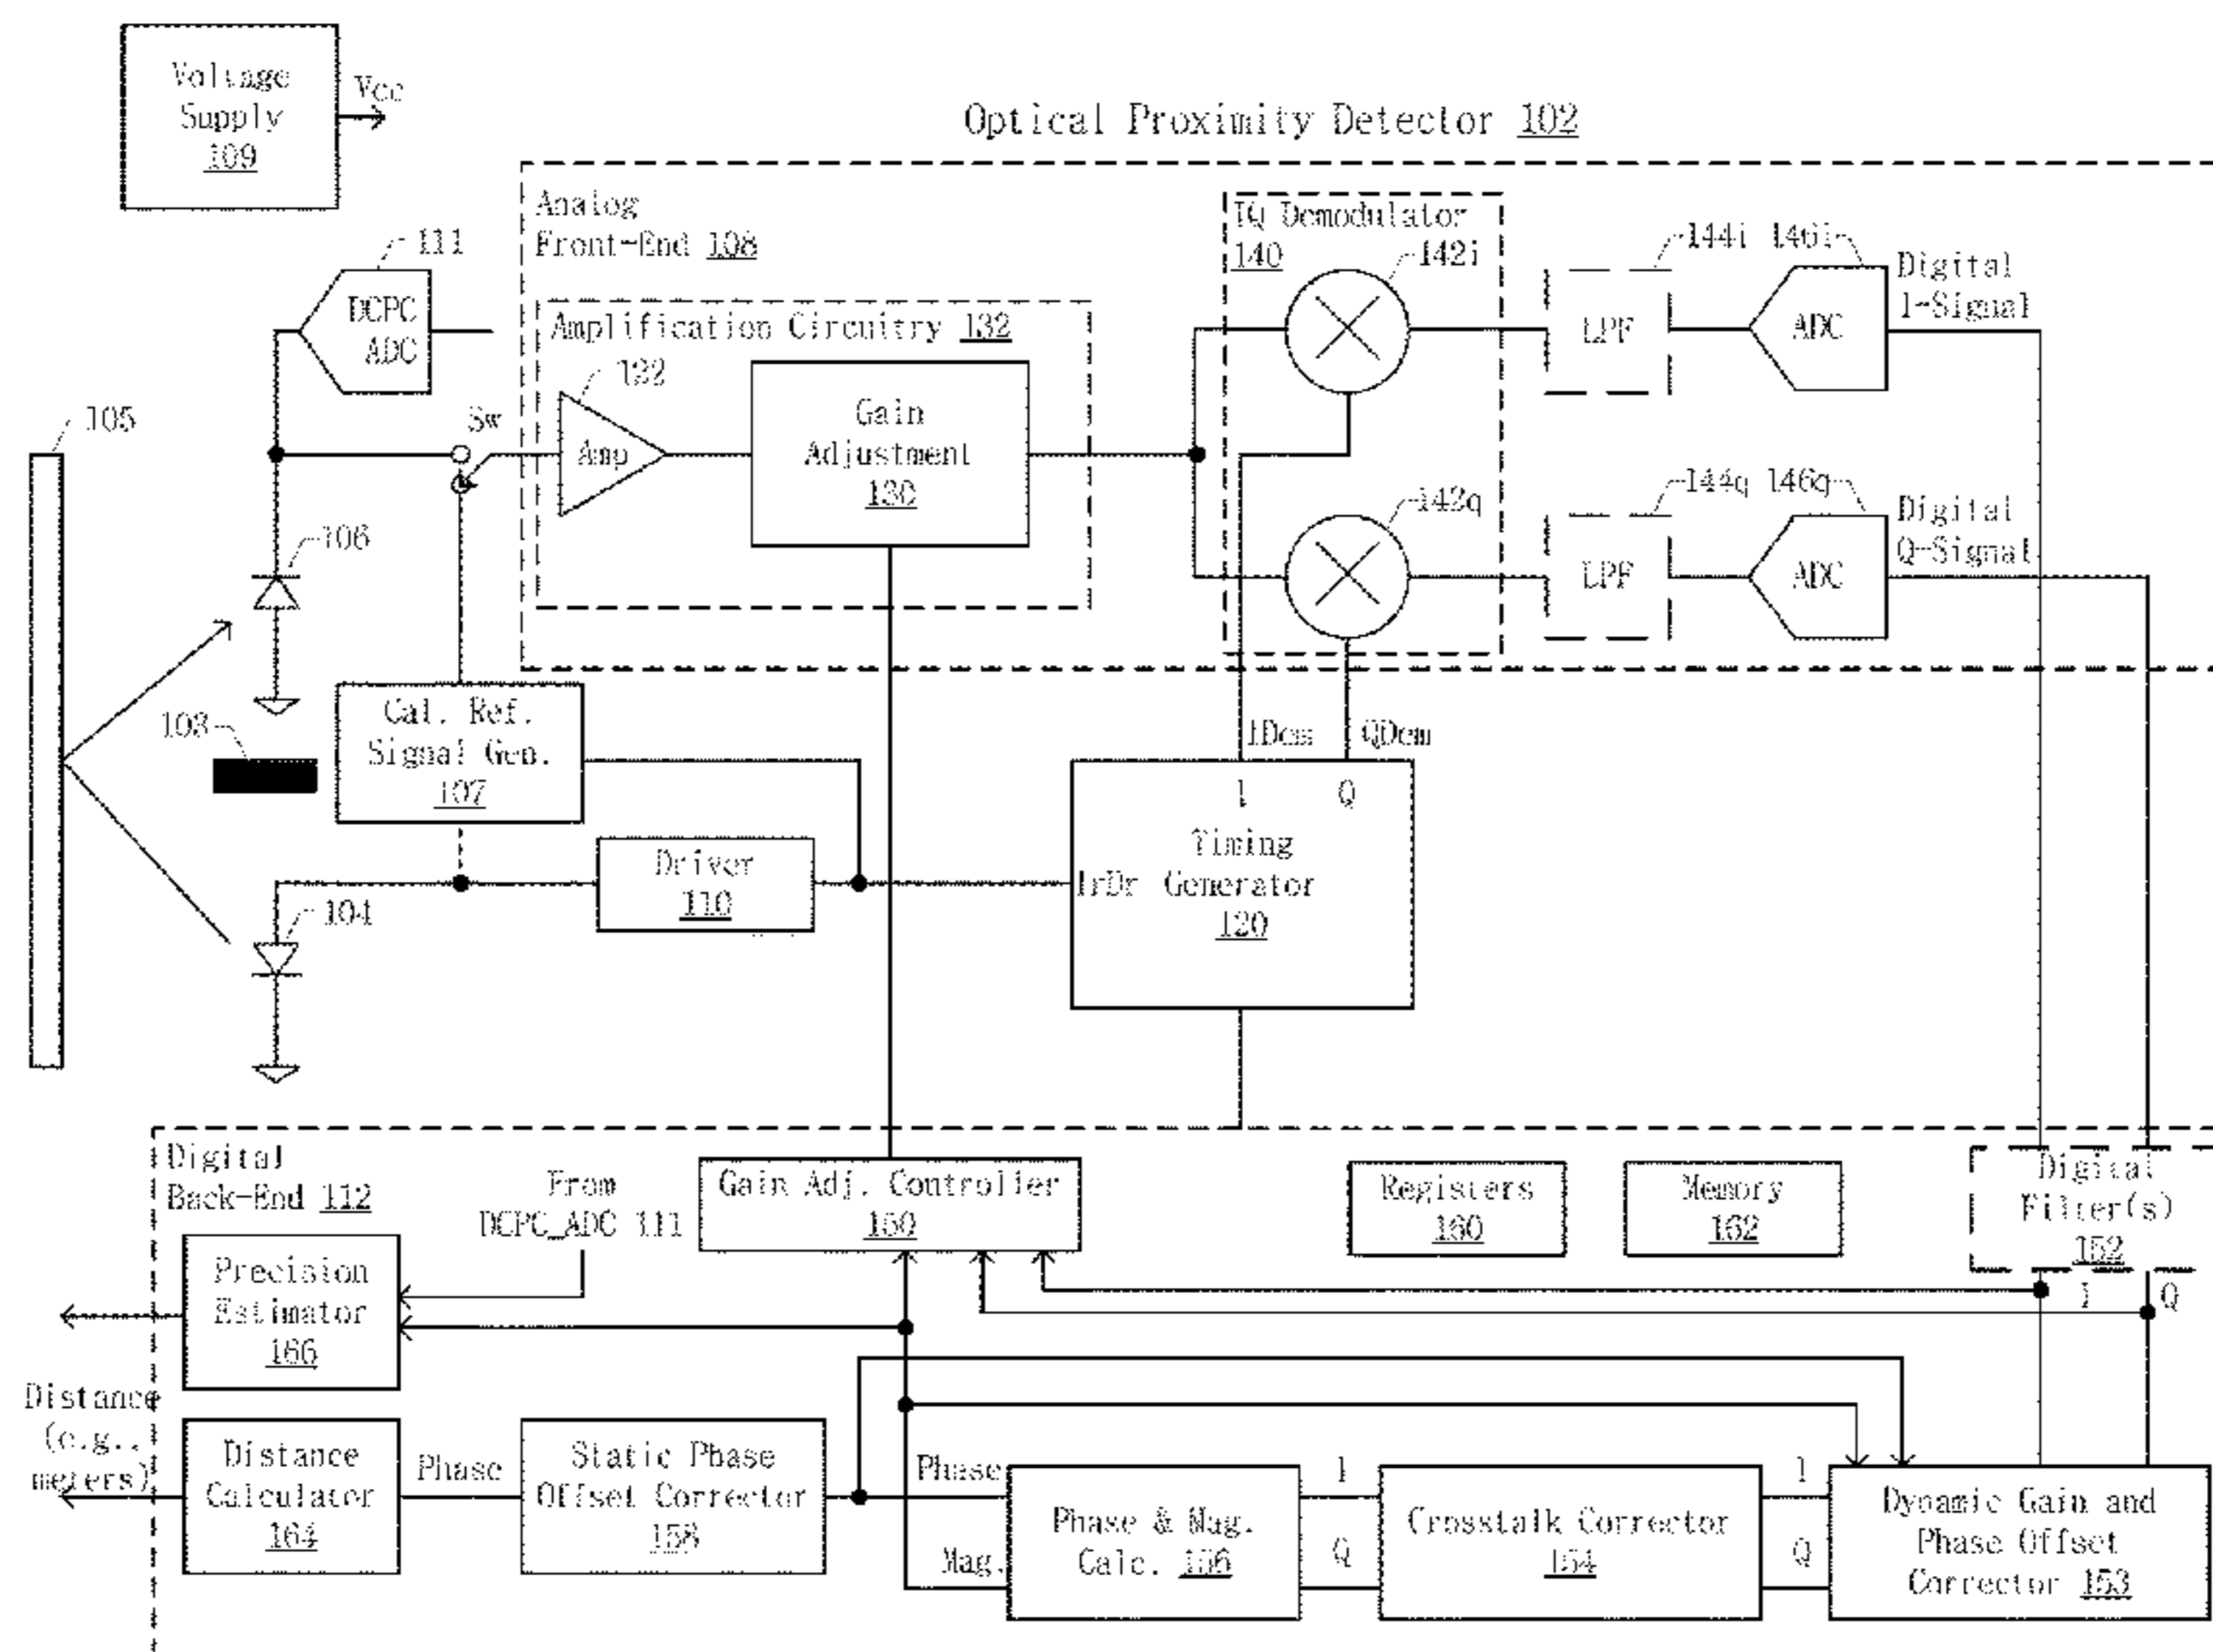 Voltage
Supply
109
Vcc
Optical Proximity Detector 102
Analog
Front-End 108
IQ Demodulator
140
111
DCPC
ADC
142i
144i
146i
Digital
I-Signal
Amplification Circuitry 132
122
LPF
ADC
105
Sw
Amp
Gain
Adjustment
130
142q
144q
146q
Digital
Q-Signal
106
LPF
ADC
103
Cal. Ref.
Signal Gen.
107
IDem
QDem
I
Q
Driver
110
IrDr
Timing
Generator
120
104
Digital
Back-End 112
From
DCPC_ADC 111
Gain Adj. Controller
150
Registers
160
Memory
162
Digital
Filter(s)
152
Precision
Estimator
166
I
Q
Distance
(e.g.,
meters)
Distance
Calculator
164
Phase
Static Phase
Offset Corrector
158
Phase
Mag.
Phase & Mag.
Calc. 156
I
Q
Crosstalk Corrector
154
I
Q
Dynamic Gain and
Phase Offset
Corrector 153